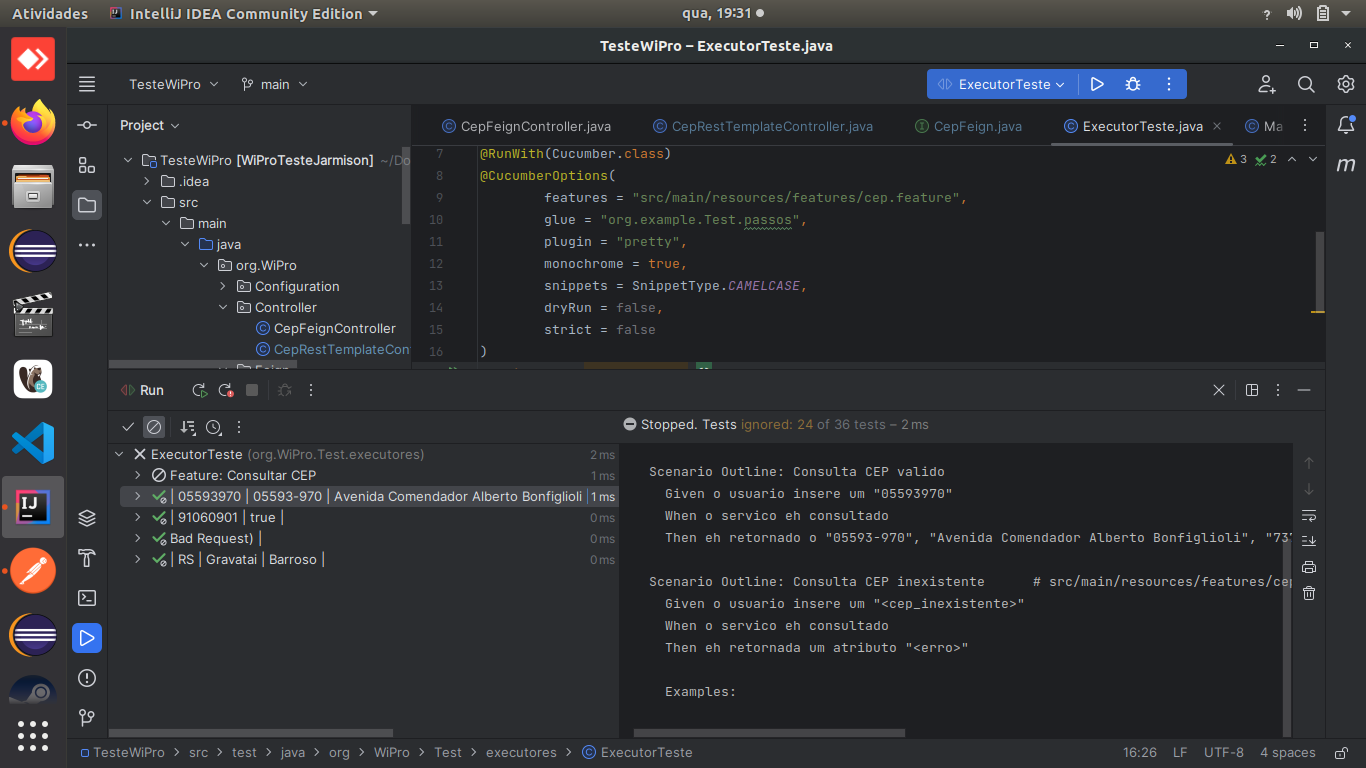 Atividades
IntelliJ IDEA Community Edition
qua, 19:31
?
TesteWiPro – ExecutorTeste.java
TesteWiPro
main
ExecutorTeste
Project
CepFeignController.java
CepRestTemplateController.java
CepFeign.java
ExecutorTeste.java
Ma
TesteWiPro [WiProTesteJarmison] ~/Do
.idea
src
main
java
org.WiPro
Configuration
Controller
CepFeignController
CepRestTemplateCon
7 @RunWith(Cucumber.class)
8 @CucumberOptions(
9 features = "src/main/resources/features/cep.feature",
10 glue = "org.example.Test.passos",
11 plugin = "pretty",
12 monochrome = true,
13 snippets = SnippetType.CAMELCASE,
14 dryRun = false,
15 strict = false
16 )
3 2
m
Run
Stopped. Tests ignored: 24 of 36 tests – 2 ms
ExecutorTeste (org.WiPro.Test.executores) 2 ms
Feature: Consultar CEP 1 ms
| 05593970 | 05593-970 | Avenida Comendador Alberto Bonfiglioli | 1 ms
| 91060901 | true | 0 ms
Bad Request) | 0 ms
| RS | Gravatai | Barroso | 0 ms
Scenario Outline: Consulta CEP valido
Given o usuario insere um "05593970"
When o servico eh consultado
Then eh retornado o "05593-970", "Avenida Comendador Alberto Bonfiglioli", "737
Scenario Outline: Consulta CEP inexistente # src/main/resources/features/cep
Given o usuario insere um "<cep_inexistente>"
When o servico eh consultado
Then eh retornada um atributo "<erro>"
Examples:
TesteWiPro > src > test > java > org > WiPro > Test > executores > ExecutorTeste
16:26 LF UTF-8 4 spaces